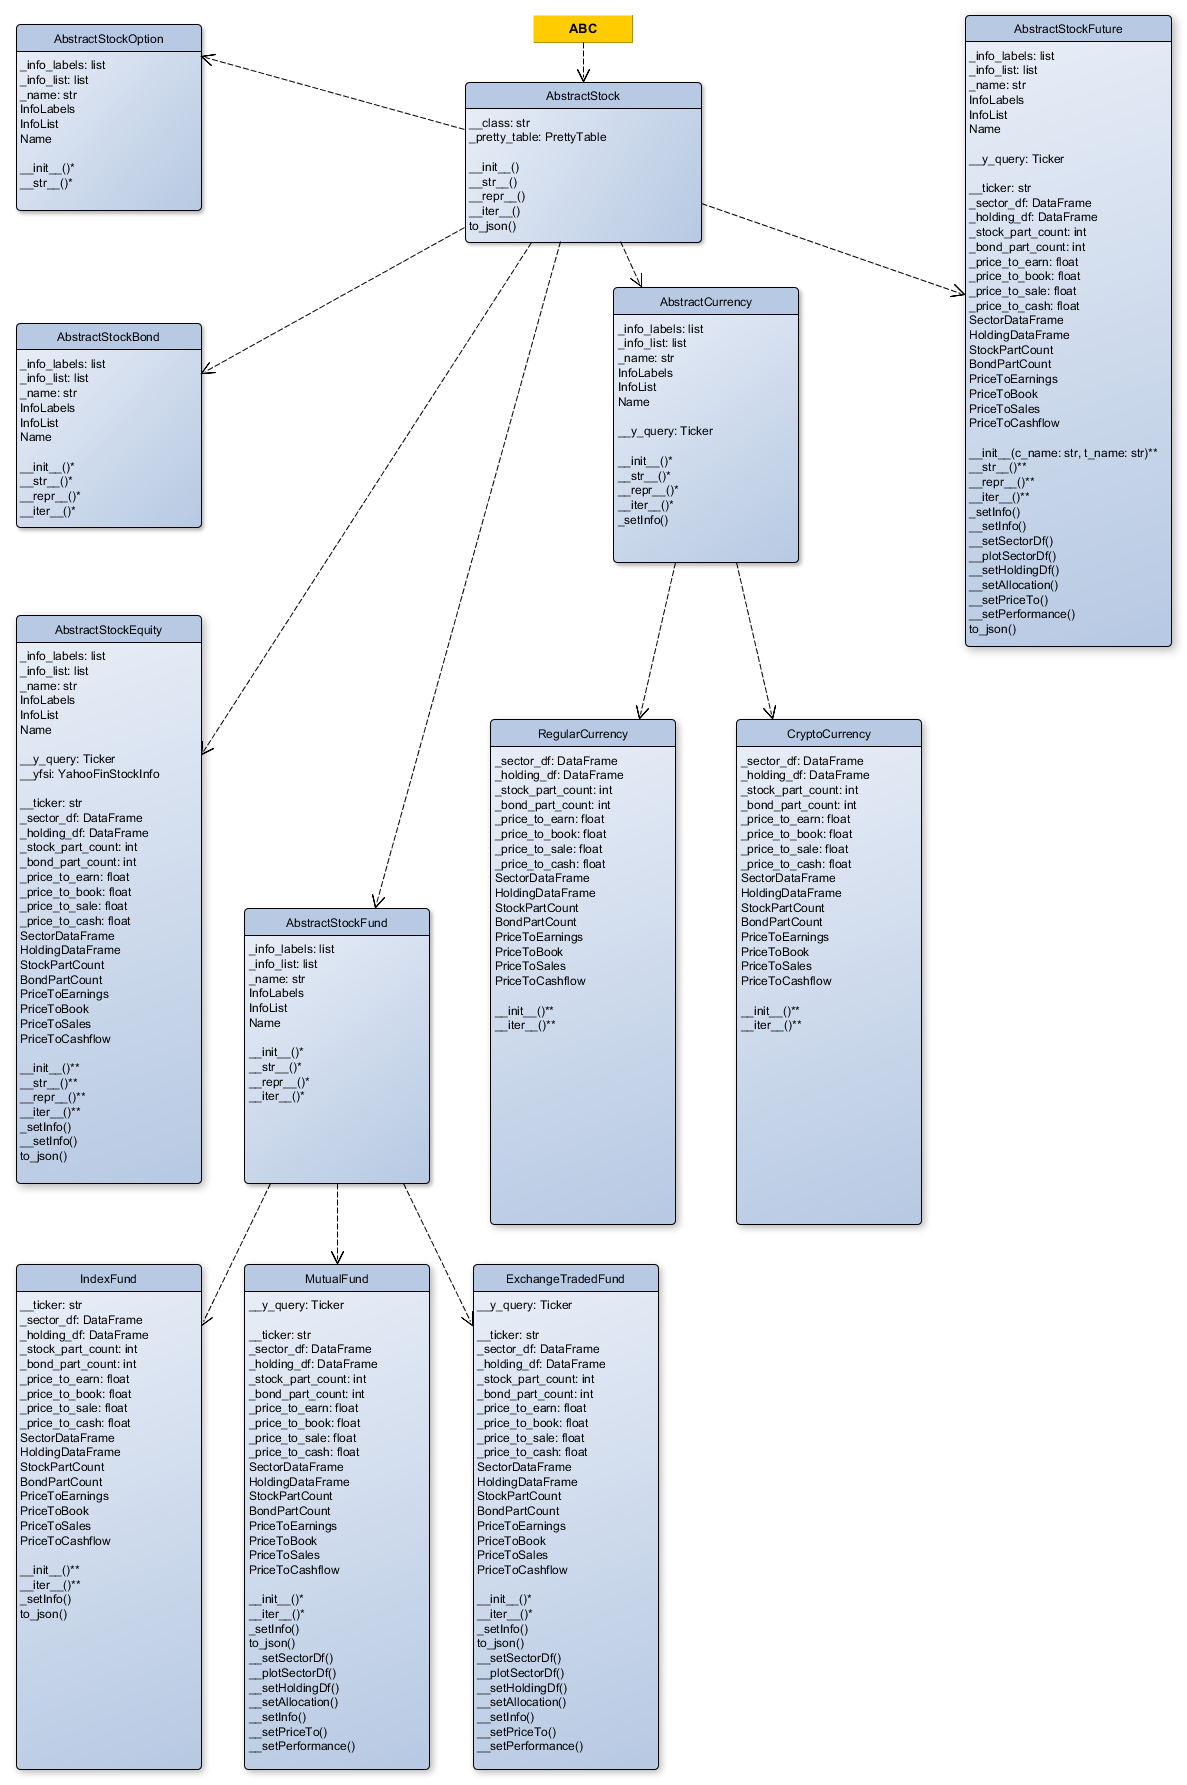 ABC
AbstractStock
__class: str
_pretty_table: PrettyTable
__init__()
__str__()
__repr__()
__iter__()
to_json()
AbstractStockOption
_info_labels: list
_info_list: list
_name: str
InfoLabels
InfoList
Name
__init__()*
__str__()*
AbstractStockFuture
_info_labels: list
_info_list: list
_name: str
InfoLabels
InfoList
Name
__y_query: Ticker
__ticker: str
_sector_df: DataFrame
_holding_df: DataFrame
_stock_part_count: int
_bond_part_count: int
_price_to_earn: float
_price_to_book: float
_price_to_sale: float
_price_to_cash: float
SectorDataFrame
HoldingDataFrame
StockPartCount
BondPartCount
PriceToEarnings
PriceToBook
PriceToSales
PriceToCashflow
__init__(c_name: str, t_name: str)**
__str__()**
__repr__()**
__iter__()**
_setInfo()
__setInfo()
__setSectorDf()
__plotSectorDf()
__setHoldingDf()
__setAllocation()
__setPriceTo()
__setPerformance()
to_json()
AbstractStockBond
_info_labels: list
_info_list: list
_name: str
InfoLabels
InfoList
Name
__init__()*
__str__()*
__repr__()*
__iter__()*
AbstractCurrency
_info_labels: list
_info_list: list
_name: str
InfoLabels
InfoList
Name
__y_query: Ticker
__init__()*
__str__()*
__repr__()*
__iter__()*
_setInfo()
AbstractStockEquity
_info_labels: list
_info_list: list
_name: str
InfoLabels
InfoList
Name
__y_query: Ticker
__yfsi: YahooFinStockInfo
__ticker: str
_sector_df: DataFrame
_holding_df: DataFrame
_stock_part_count: int
_bond_part_count: int
_price_to_earn: float
_price_to_book: float
_price_to_sale: float
_price_to_cash: float
SectorDataFrame
HoldingDataFrame
StockPartCount
BondPartCount
PriceToEarnings
PriceToBook
PriceToSales
PriceToCashflow
__init__()**
__str__()**
__repr__()**
__iter__()**
_setInfo()
__setInfo()
to_json()
RegularCurrency
_sector_df: DataFrame
_holding_df: DataFrame
_stock_part_count: int
_bond_part_count: int
_price_to_earn: float
_price_to_book: float
_price_to_sale: float
_price_to_cash: float
SectorDataFrame
HoldingDataFrame
StockPartCount
BondPartCount
PriceToEarnings
PriceToBook
PriceToSales
PriceToCashflow
__init__()**
__iter__()**
CryptoCurrency
_sector_df: DataFrame
_holding_df: DataFrame
_stock_part_count: int
_bond_part_count: int
_price_to_earn: float
_price_to_book: float
_price_to_sale: float
_price_to_cash: float
SectorDataFrame
HoldingDataFrame
StockPartCount
BondPartCount
PriceToEarnings
PriceToBook
PriceToSales
PriceToCashflow
__init__()**
__iter__()**
AbstractStockFund
_info_labels: list
_info_list: list
_name: str
InfoLabels
InfoList
Name
__init__()*
__str__()*
__repr__()*
__iter__()*
IndexFund
__ticker: str
_sector_df: DataFrame
_holding_df: DataFrame
_stock_part_count: int
_bond_part_count: int
_price_to_earn: float
_price_to_book: float
_price_to_sale: float
_price_to_cash: float
SectorDataFrame
HoldingDataFrame
StockPartCount
BondPartCount
PriceToEarnings
PriceToBook
PriceToSales
PriceToCashflow
__init__()**
__iter__()**
_setInfo()
to_json()
MutualFund
__y_query: Ticker
__ticker: str
_sector_df: DataFrame
_holding_df: DataFrame
_stock_part_count: int
_bond_part_count: int
_price_to_earn: float
_price_to_book: float
_price_to_sale: float
_price_to_cash: float
SectorDataFrame
HoldingDataFrame
StockPartCount
BondPartCount
PriceToEarnings
PriceToBook
PriceToSales
PriceToCashflow
__init__()*
__iter__()*
_setInfo()
to_json()
__setSectorDf()
__plotSectorDf()
__setHoldingDf()
__setAllocation()
__setInfo()
__setPriceTo()
__setPerformance()
ExchangeTradedFund
__y_query: Ticker
__ticker: str
_sector_df: DataFrame
_holding_df: DataFrame
_stock_part_count: int
_bond_part_count: int
_price_to_earn: float
_price_to_book: float
_price_to_sale: float
_price_to_cash: float
SectorDataFrame
HoldingDataFrame
StockPartCount
BondPartCount
PriceToEarnings
PriceToBook
PriceToSales
PriceToCashflow
__init__()*
__iter__()*
_setInfo()
to_json()
__setSectorDf()
__plotSectorDf()
__setHoldingDf()
__setAllocation()
__setInfo()
__setPriceTo()
__setPerformance()